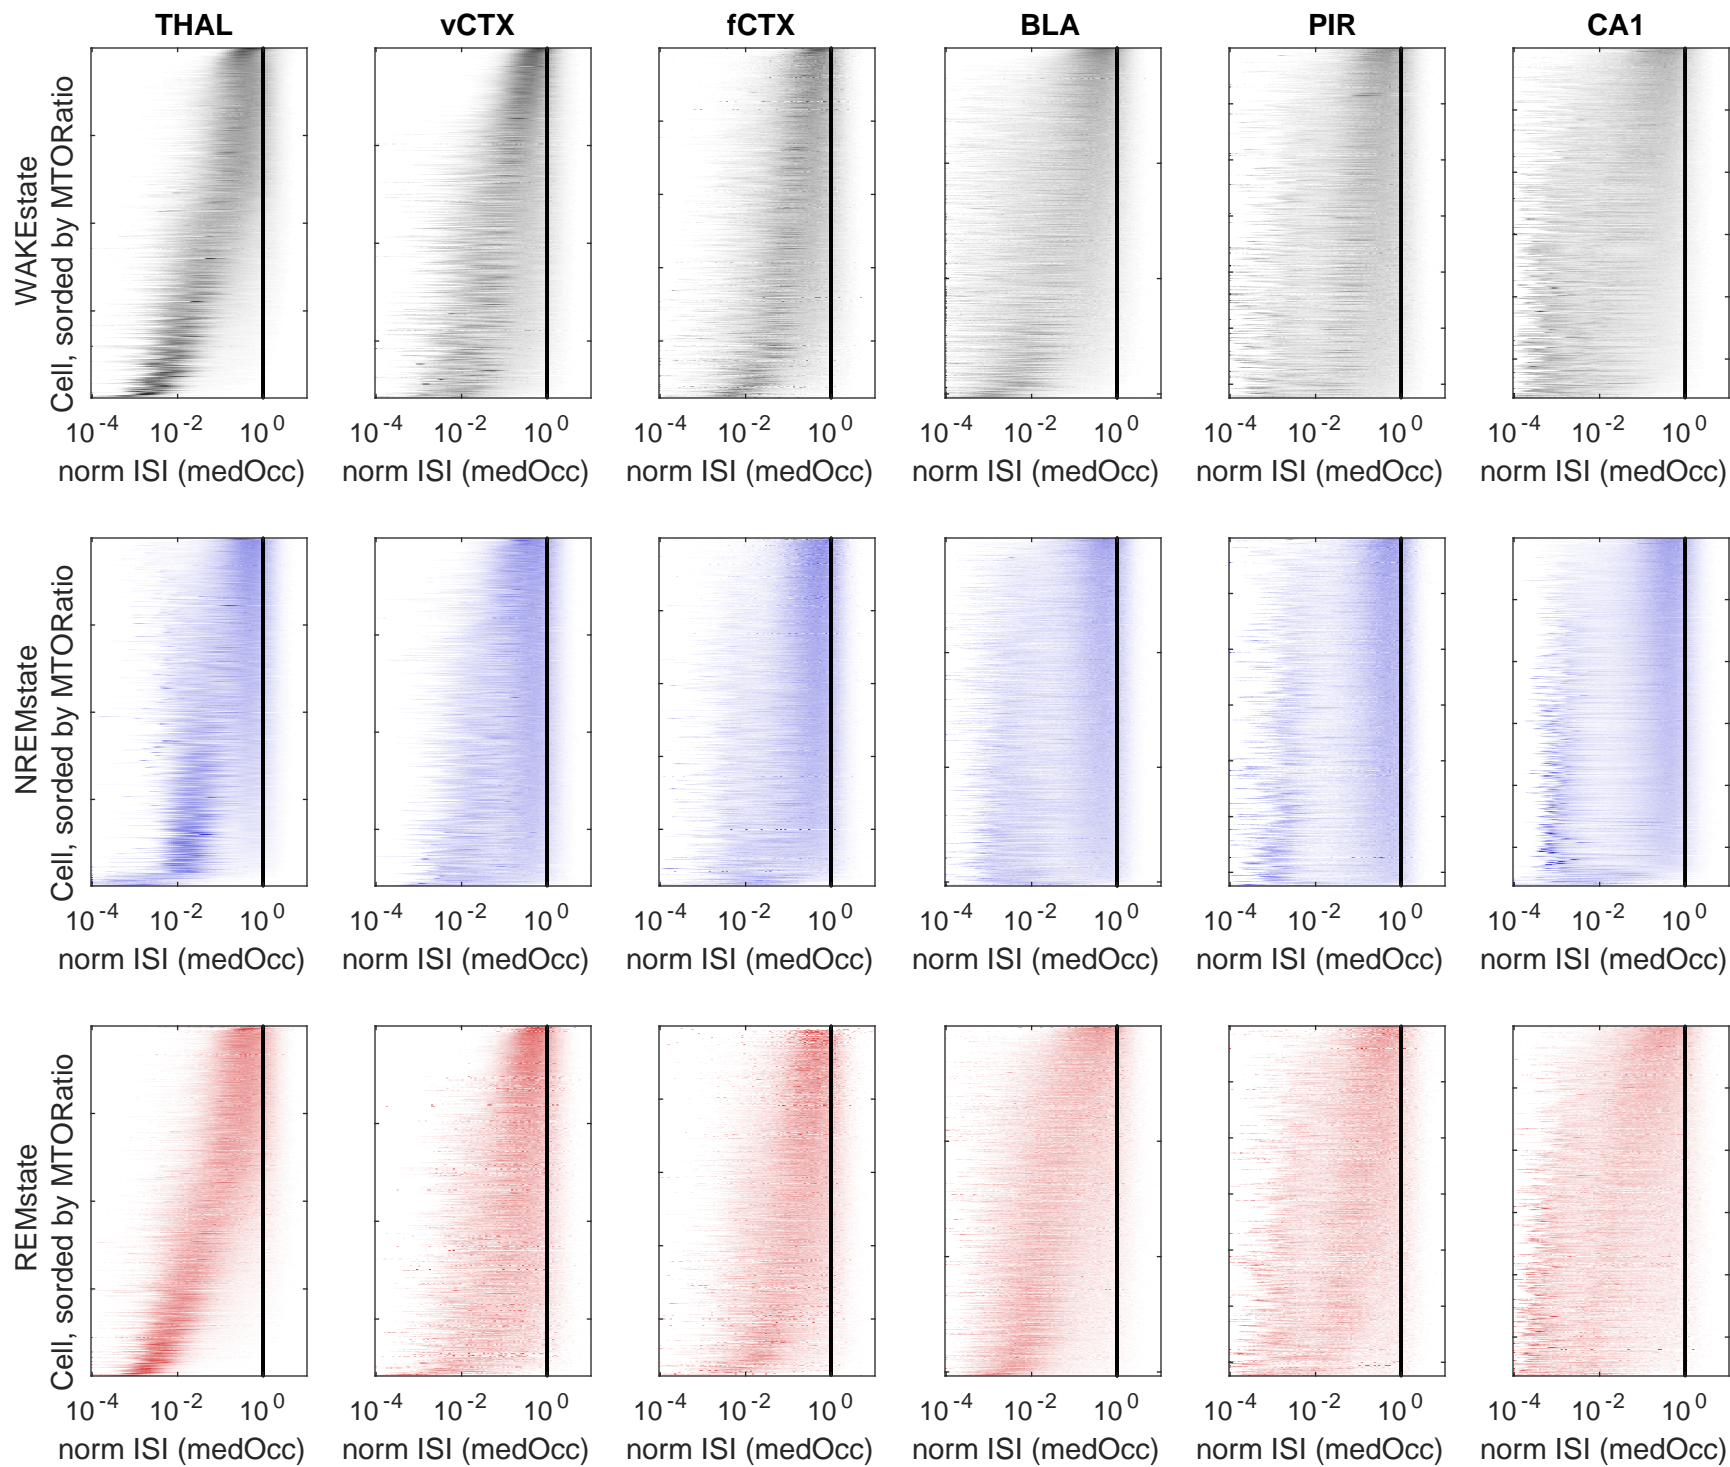 THAL vCTX fCTX BLA PIR CA1
WAKEstate
Cell, sorded by MTORatio
10^-4 10^-2 10^0 10^-4 10^-2 10^0 10^-4 10^-2 10^0 10^-4 10^-2 10^0 10^-4 10^-2 10^0 10^-4 10^-2 10^0
norm ISI (medOcc) norm ISI (medOcc) norm ISI (medOcc) norm ISI (medOcc) norm ISI (medOcc) norm ISI (medOcc)
NREMstate
Cell, sorded by MTORatio
10^-4 10^-2 10^0 10^-4 10^-2 10^0 10^-4 10^-2 10^0 10^-4 10^-2 10^0 10^-4 10^-2 10^0 10^-4 10^-2 10^0
norm ISI (medOcc) norm ISI (medOcc) norm ISI (medOcc) norm ISI (medOcc) norm ISI (medOcc) norm ISI (medOcc)
REMstate
Cell, sorded by MTORatio
10^-4 10^-2 10^0 10^-4 10^-2 10^0 10^-4 10^-2 10^0 10^-4 10^-2 10^0 10^-4 10^-2 10^0 10^-4 10^-2 10^0
norm ISI (medOcc) norm ISI (medOcc) norm ISI (medOcc) norm ISI (medOcc) norm ISI (medOcc) norm ISI (medOcc)